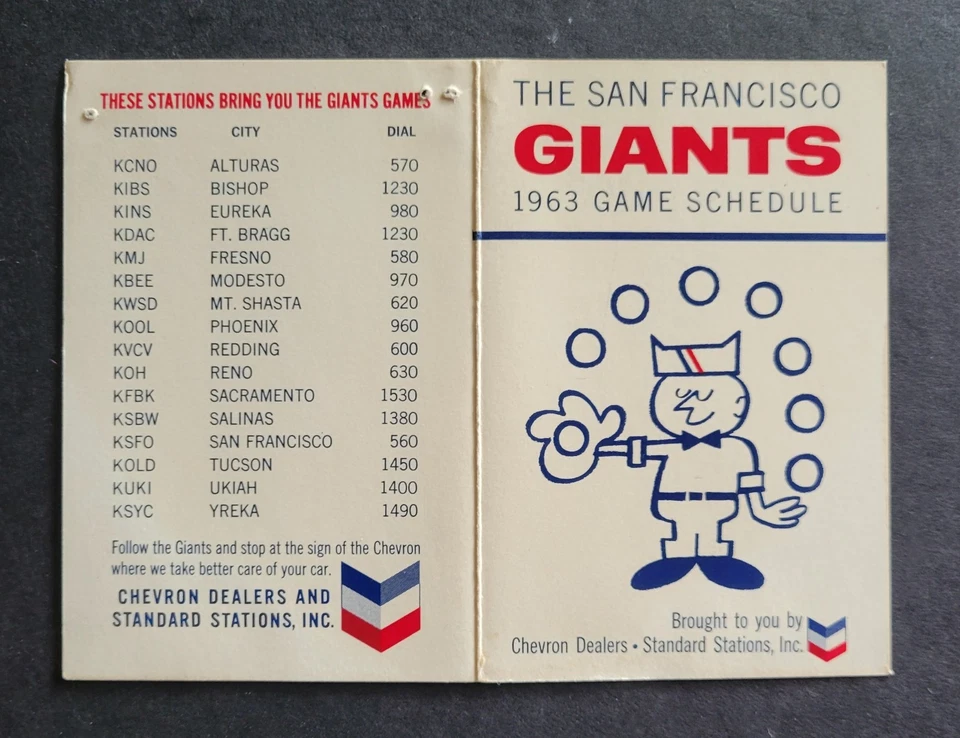 THESE STATIONS BRING YOU THE GIANTS GAMES
STATIONS CITY DIAL
KCNO ALTURAS 570
KIBS BISHOP 1230
KINS EUREKA 980
KDAC FT. BRAGG 1230
KMJ FRESNO 580
KBEE MODESTO 970
KWSD MT. SHASTA 620
KOOL PHOENIX 960
KVCV REDDING 600
KOH RENO 630
KFBK SACRAMENTO 1530
KSBW SALINAS 1380
KSFO SAN FRANCISCO 560
KOLD TUCSON 1450
KUKI UKIAH 1400
KSYC YREKA 1490
Follow the Giants and stop at the sign of the Chevron
where we take better care of your car.
CHEVRON DEALERS AND
STANDARD STATIONS, INC.
THE SAN FRANCISCO
GIANTS
1963 GAME SCHEDULE
Brought to you by
Chevron Dealers • Standard Stations, Inc.